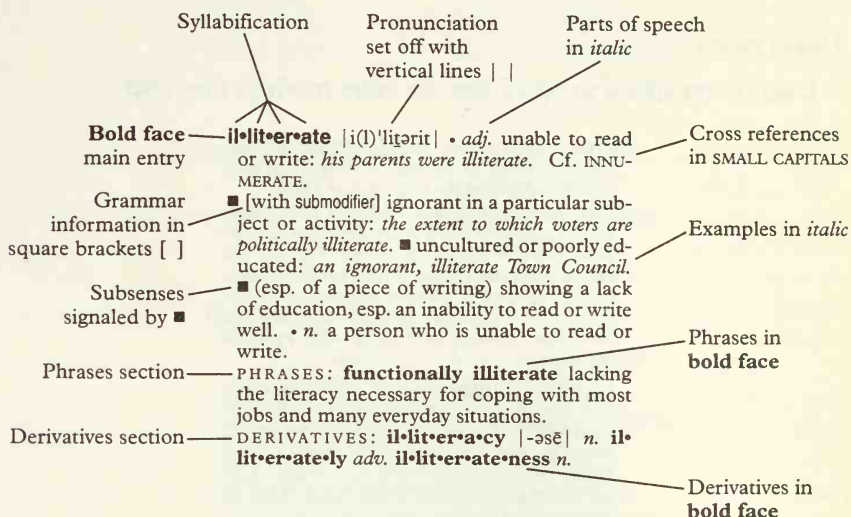 Syllabification
Pronunciation
set off with
vertical lines | |
Parts of speech
in italic
Bold face
main entry
il•lit•er•ate |i(l)ˈliṯərit| • adj. unable to read
or write: his parents were illiterate. Cf. INNU-
MERATE.
■ [with submodifier] ignorant in a particular sub-
ject or activity: the extent to which voters are
politically illiterate. ■ uncultured or poorly ed-
ucated: an ignorant, illiterate Town Council.
■ (esp. of a piece of writing) showing a lack
of education, esp. an inability to read or write
well. • n. a person who is unable to read or
write.
PHRASES: functionally illiterate lacking
the literacy necessary for coping with most
jobs and many everyday situations.
DERIVATIVES: il•lit•er•a•cy |-əsē| n. il•
lit•er•ate•ly adv. il•lit•er•ate•ness n.
Grammar
information in
square brackets [ ]
Subsenses
signaled by ■
Phrases section
Derivatives section
Cross references
in SMALL CAPITALS
Examples in italic
Phrases in
bold face
Derivatives in
bold face